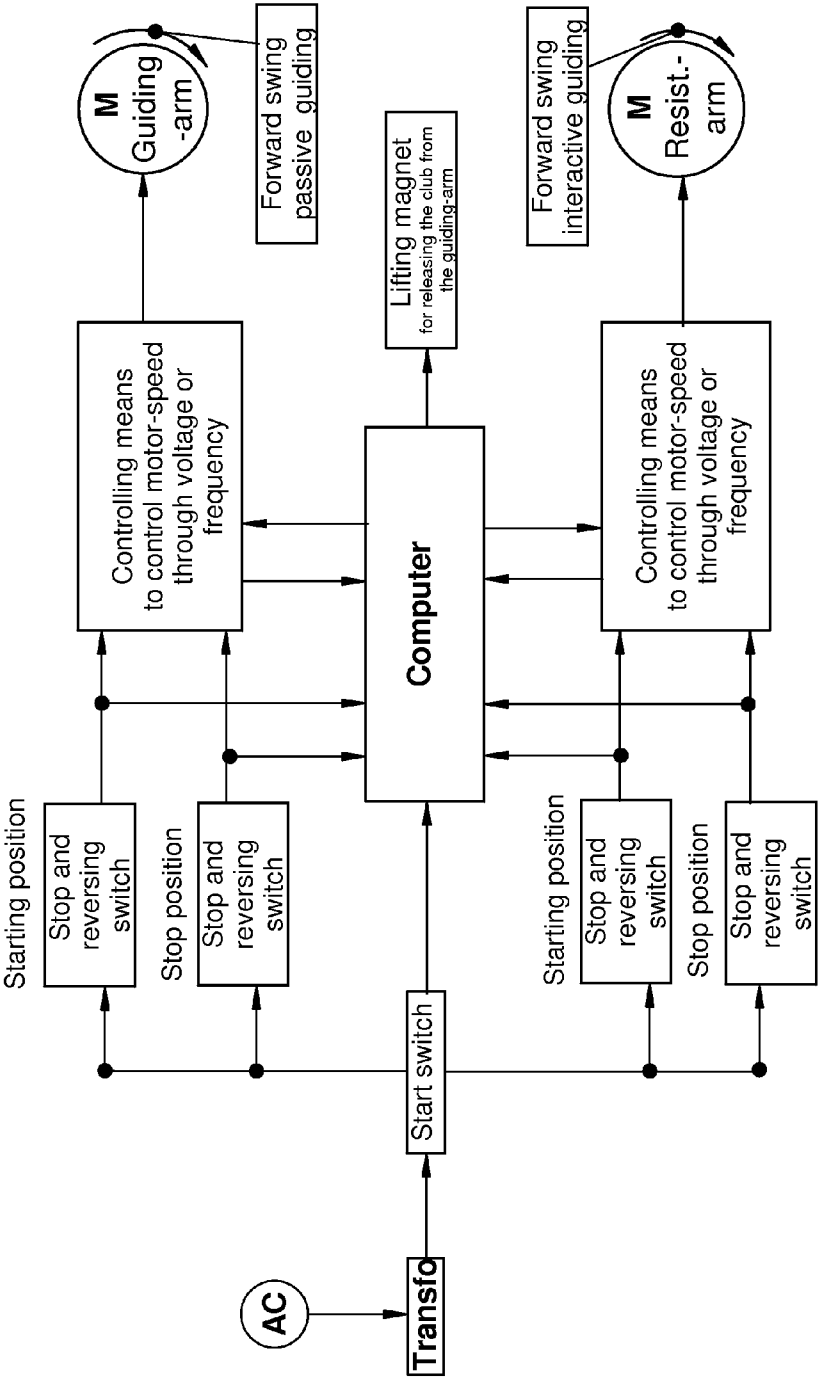 AC
Transfo
Start switch
Starting position
Stop and
reversing
switch
Stop position
Stop and
reversing
switch
Starting position
Stop and
reversing
switch
Stop position
Stop and
reversing
switch
Computer
Controlling means
to control motor-speed
through voltage or
frequency
Controlling means
to control motor-speed
through voltage or
frequency
Lifting magnet
for releasing the club from
the guiding-arm
M
Guiding
-arm
Forward swing
passive guiding
Forward swing
interactive guiding
M
Resist.-
arm